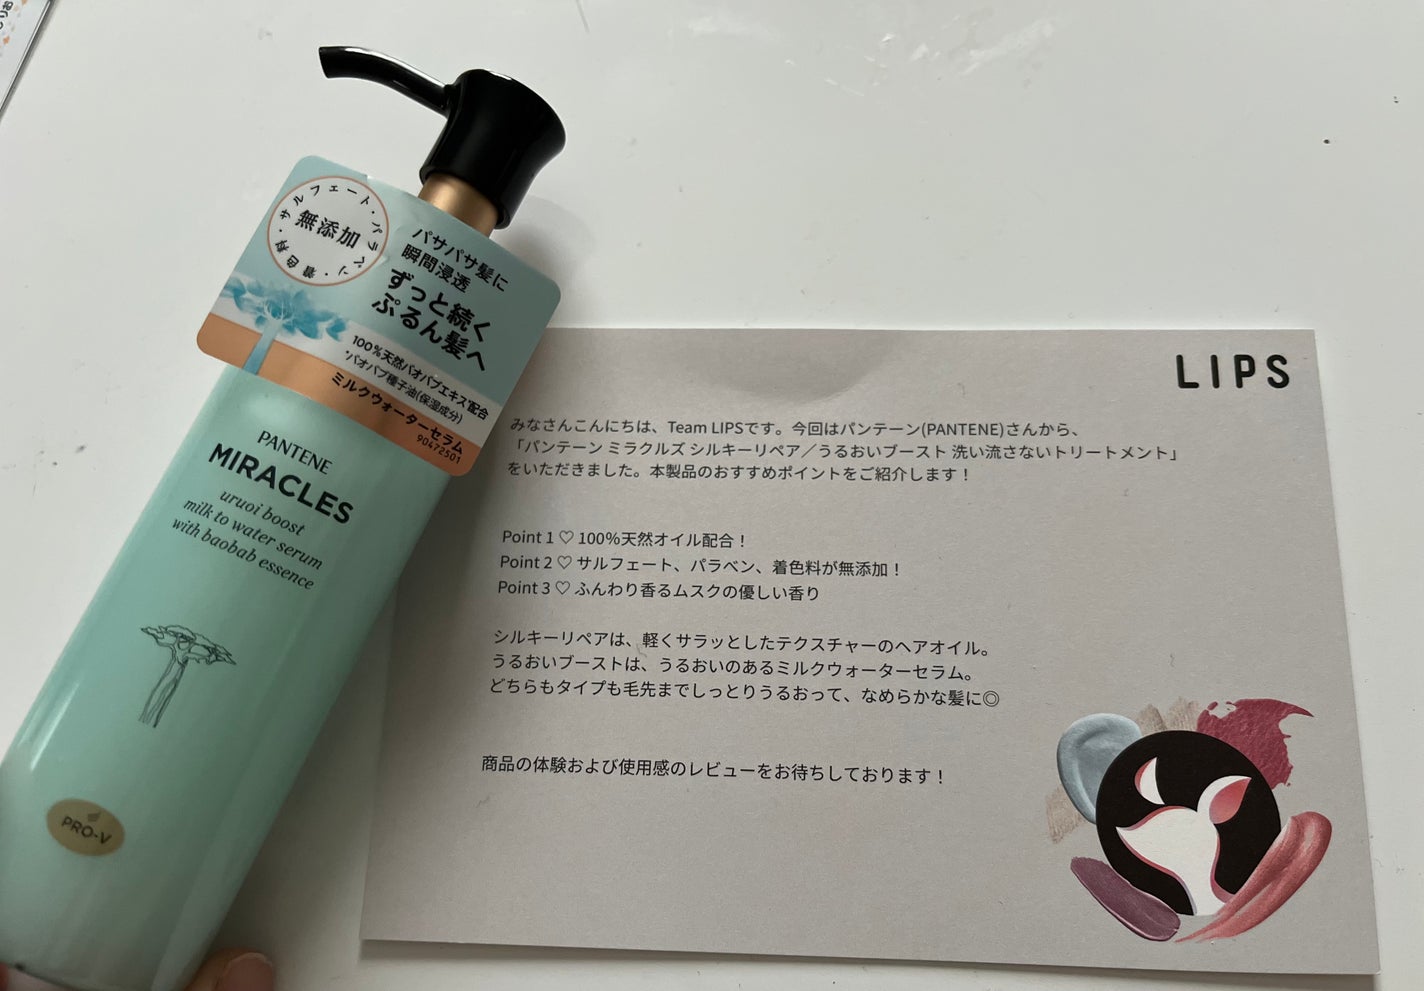 サルフェート・パラベン・着色料・
無添加
パサパサ髪に
瞬間浸透
ずっと続く
ぷるん髪へ
100%天然バオバブエキス*配合
*バオバブ種子油(保湿成分)
ミルクウォーターセラム
90472501
PANTENE
MIRACLES
uruoi boost
milk to water serum
with baobab essence
PRO-V
LIPS
みなさんこんにちは、Team LIPSです。今回はパンテーン(PANTENE)さんから、
「パンテーン ミラクルズ シルキーリペア／うるおいブースト 洗い流さないトリートメント」
をいただきました。本製品のおすすめポイントをご紹介します！
Point 1 ♡ 100%天然オイル配合！
Point 2 ♡ サルフェート、パラベン、着色料が無添加！
Point 3 ♡ ふんわり香るムスクの優しい香り
シルキーリペアは、軽くサラッとしたテクスチャーのヘアオイル。
うるおいブーストは、うるおいのあるミルクウォーターセラム。
どちらもタイプも毛先までしっとりうるおって、なめらかな髪に◎
商品の体験および使用感のレビューをお待ちしております！